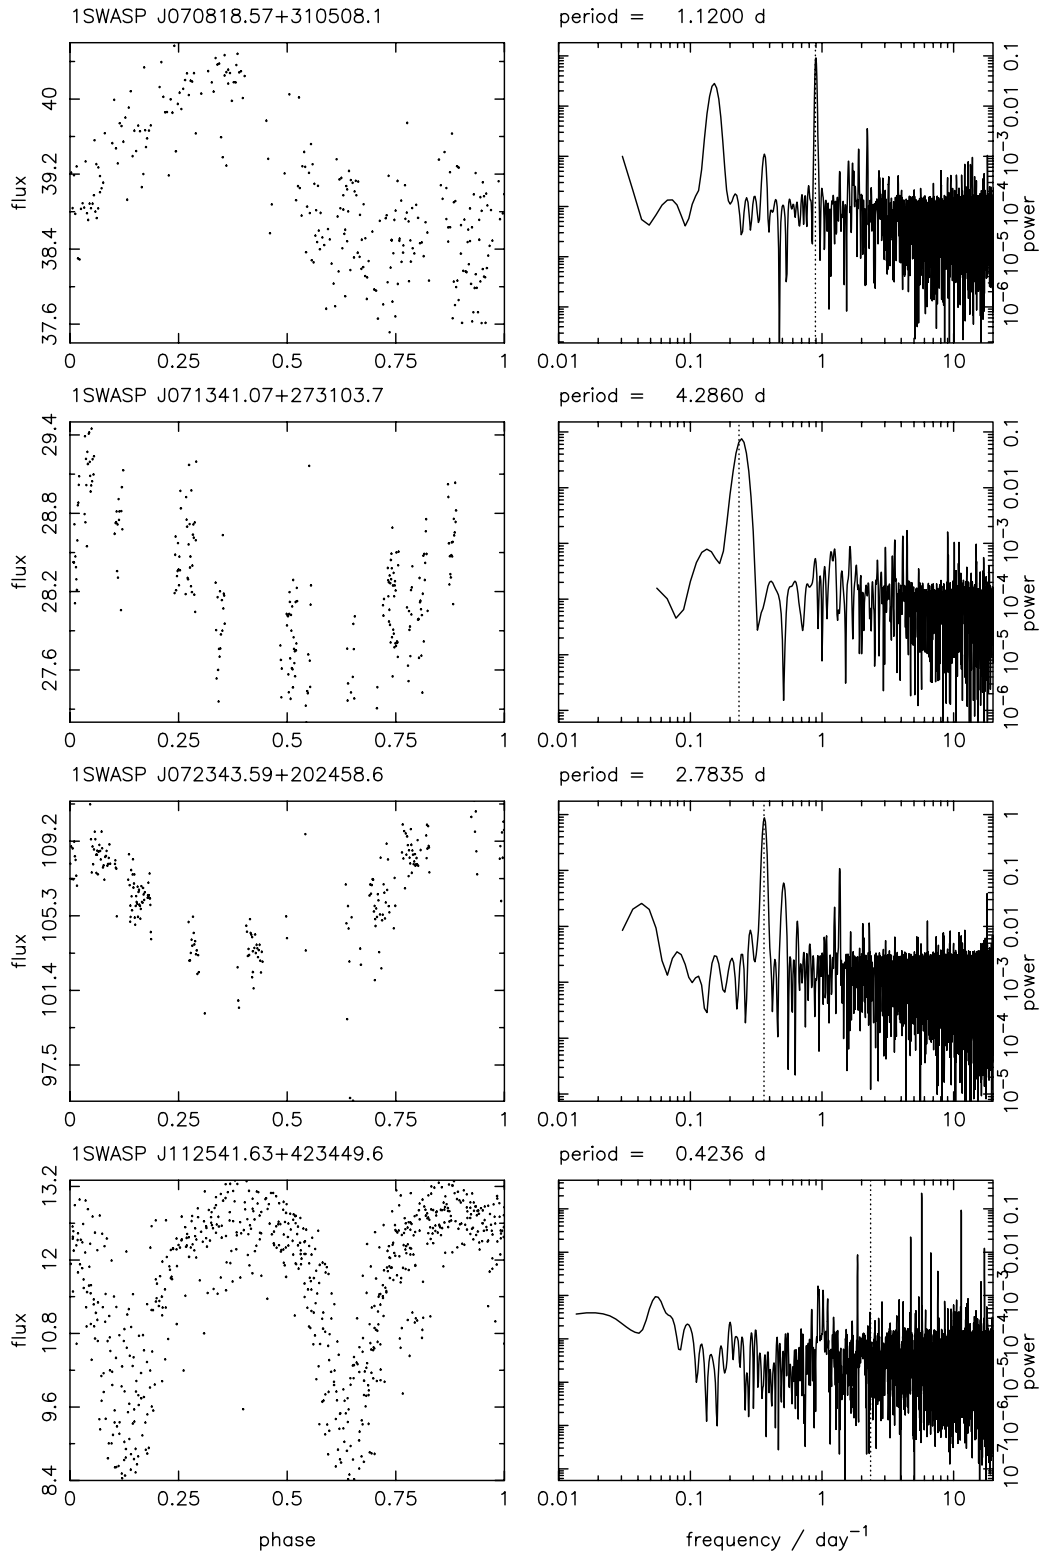 1SWASP J070818.57+310508.1
period = 1.1200 d
flux
40
39.2
38.4
37.6
0 0.25 0.5 0.75 1
0.1
0.01
10⁻³
10⁻⁴
10⁻⁵
10⁻⁶
power
0.01 0.1 1 10
1SWASP J071341.07+273103.7
period = 4.2860 d
flux
29.4
28.8
28.2
27.6
0 0.25 0.5 0.75 1
0.1
0.01
10⁻³
10⁻⁴
10⁻⁵
10⁻⁶
power
0.01 0.1 1 10
1SWASP J072343.59+202458.6
period = 2.7835 d
flux
109.2
105.3
101.4
97.5
0 0.25 0.5 0.75 1
1
0.1
0.01
10⁻³
10⁻⁴
10⁻⁵
power
0.01 0.1 1 10
1SWASP J112541.63+423449.6
period = 0.4236 d
flux
13.2
12
10.8
9.6
8.4
0 0.25 0.5 0.75 1
phase
0.1
0.01
10⁻³
10⁻⁴
10⁻⁵
10⁻⁶
10⁻⁷
power
0.01 0.1 1 10
frequency / day⁻¹